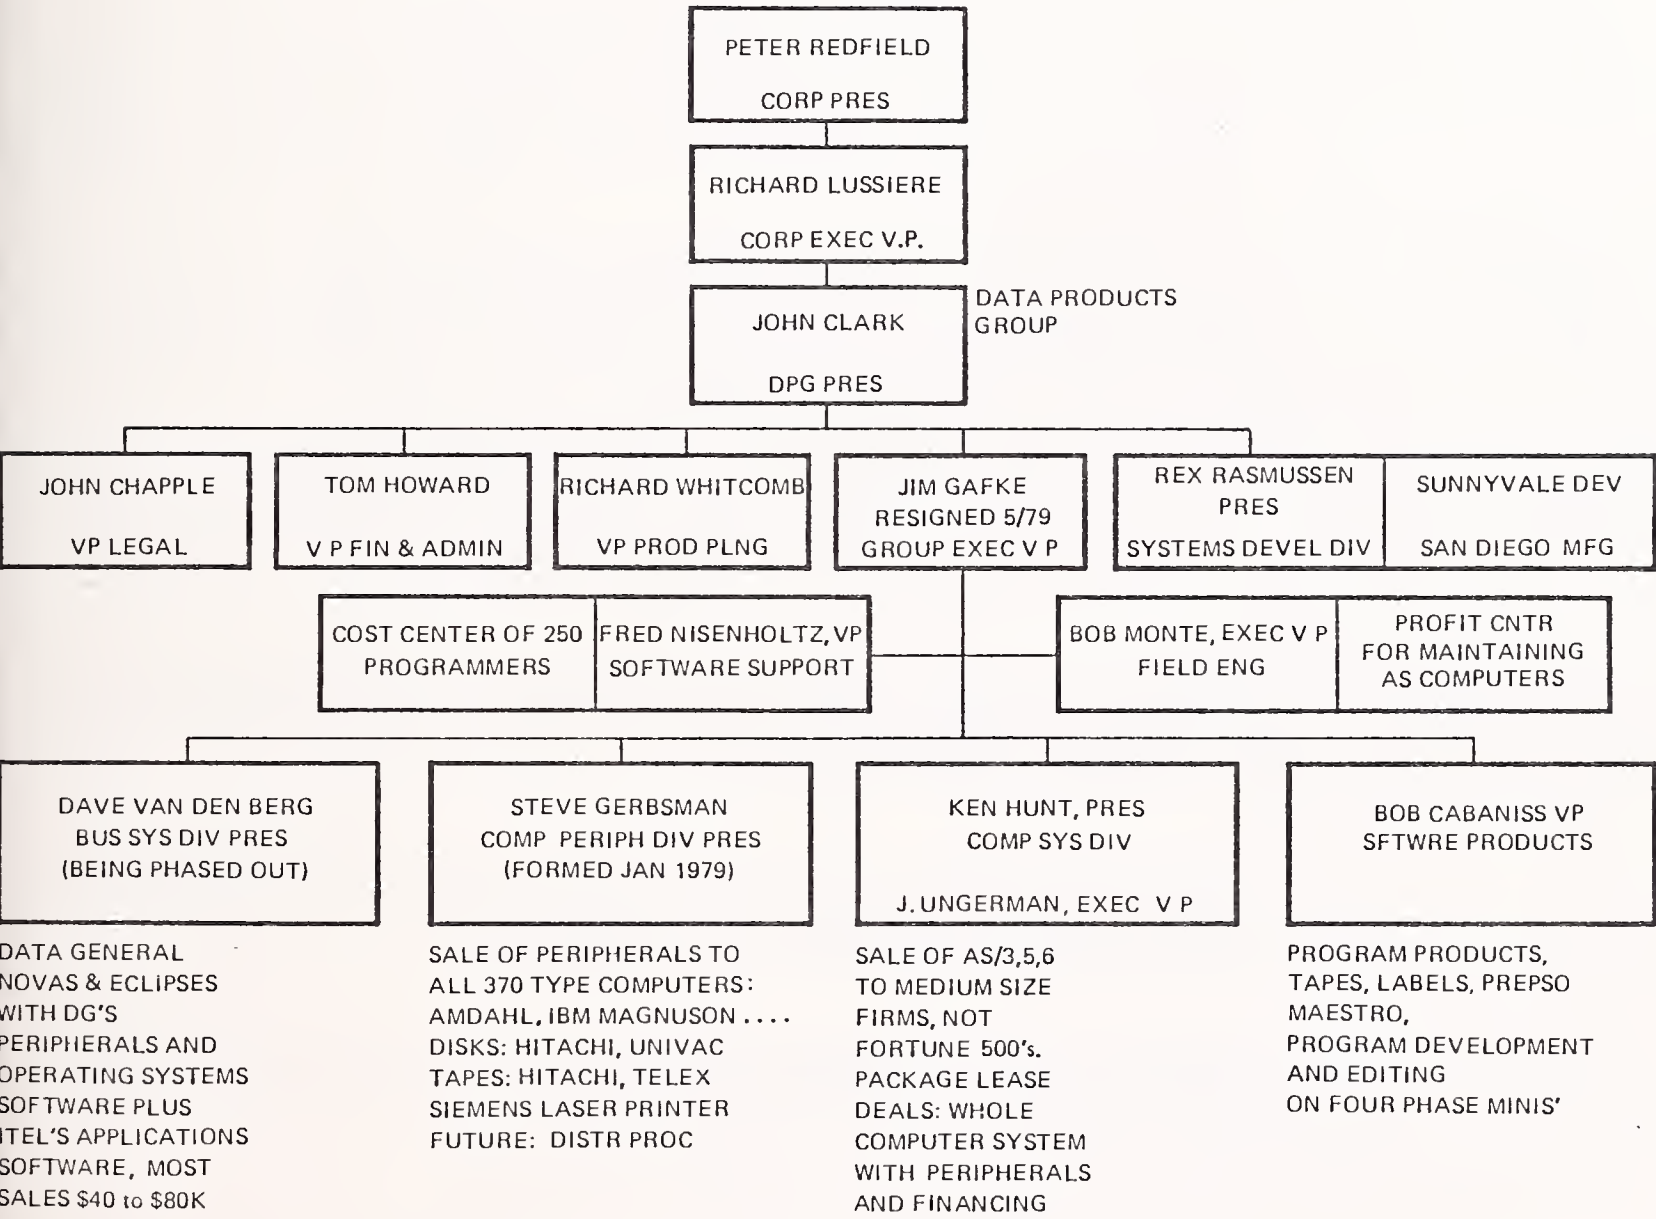 PETER REDFIELD
CORP PRES
RICHARD LUSSIERE
CORP EXEC V.P.
DATA PRODUCTS
GROUP
JOHN CLARK
DPG PRES
JOHN CHAPPLE
VP LEGAL
TOM HOWARD
V P FIN & ADMIN
RICHARD WHITCOMB
VP PROD PLNG
JIM GAFKE
RESIGNED 5/79
GROUP EXEC V P
REX RASMUSSEN
PRES
SYSTEMS DEVEL DIV
SUNNYVALE DEV
SAN DIEGO MFG
COST CENTER OF 250
PROGRAMMERS
FRED NISENHOLTZ, VP
SOFTWARE SUPPORT
BOB MONTE, EXEC V P
FIELD ENG
PROFIT CNTR
FOR MAINTAINING
AS COMPUTERS
DAVE VAN DEN BERG
BUS SYS DIV PRES
(BEING PHASED OUT)
STEVE GERBSMAN
COMP PERIPH DIV PRES
(FORMED JAN 1979)
KEN HUNT, PRES
COMP SYS DIV
J. UNGERMAN, EXEC V P
BOB CABANISS VP
SFTWRE PRODUCTS
DATA GENERAL
NOVAS & ECLIPSES
WITH DG'S
PERIPHERALS AND
OPERATING SYSTEMS
SOFTWARE PLUS
ITEL'S APPLICATIONS
SOFTWARE, MOST
SALES $40 to $80K
SALE OF PERIPHERALS TO
ALL 370 TYPE COMPUTERS:
AMDAHL, IBM MAGNUSON ....
DISKS: HITACHI, UNIVAC
TAPES: HITACHI, TELEX
SIEMENS LASER PRINTER
FUTURE: DISTR PROC
SALE OF AS/3,5,6
TO MEDIUM SIZE
FIRMS, NOT
FORTUNE 500's.
PACKAGE LEASE
DEALS: WHOLE
COMPUTER SYSTEM
WITH PERIPHERALS
AND FINANCING
PROGRAM PRODUCTS,
TAPES, LABELS, PREPSO
MAESTRO,
PROGRAM DEVELOPMENT
AND EDITING
ON FOUR PHASE MINIS'